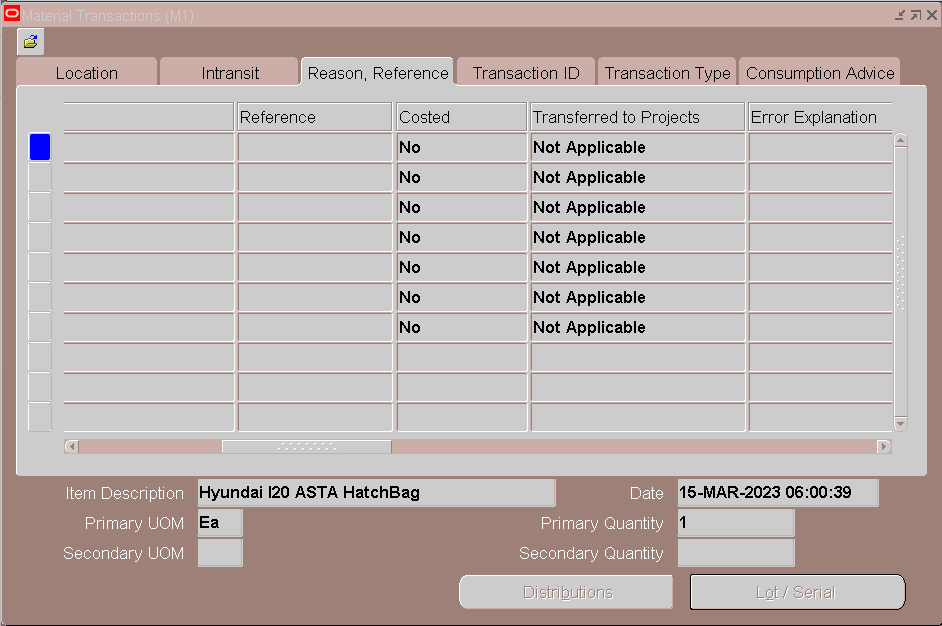 Material Transactions (M1)
Location Intransit Reason, Reference Transaction ID Transaction Type Consumption Advice
Reference Costed Transferred to Projects Error Explanation
No Not Applicable
No Not Applicable
No Not Applicable
No Not Applicable
No Not Applicable
No Not Applicable
No Not Applicable
Item Description Hyundai I20 ASTA HatchBag Date 15-MAR-2023 06:00:39
Primary UOM Ea Primary Quantity 1
Secondary UOM Secondary Quantity
Distributions Lot / Serial